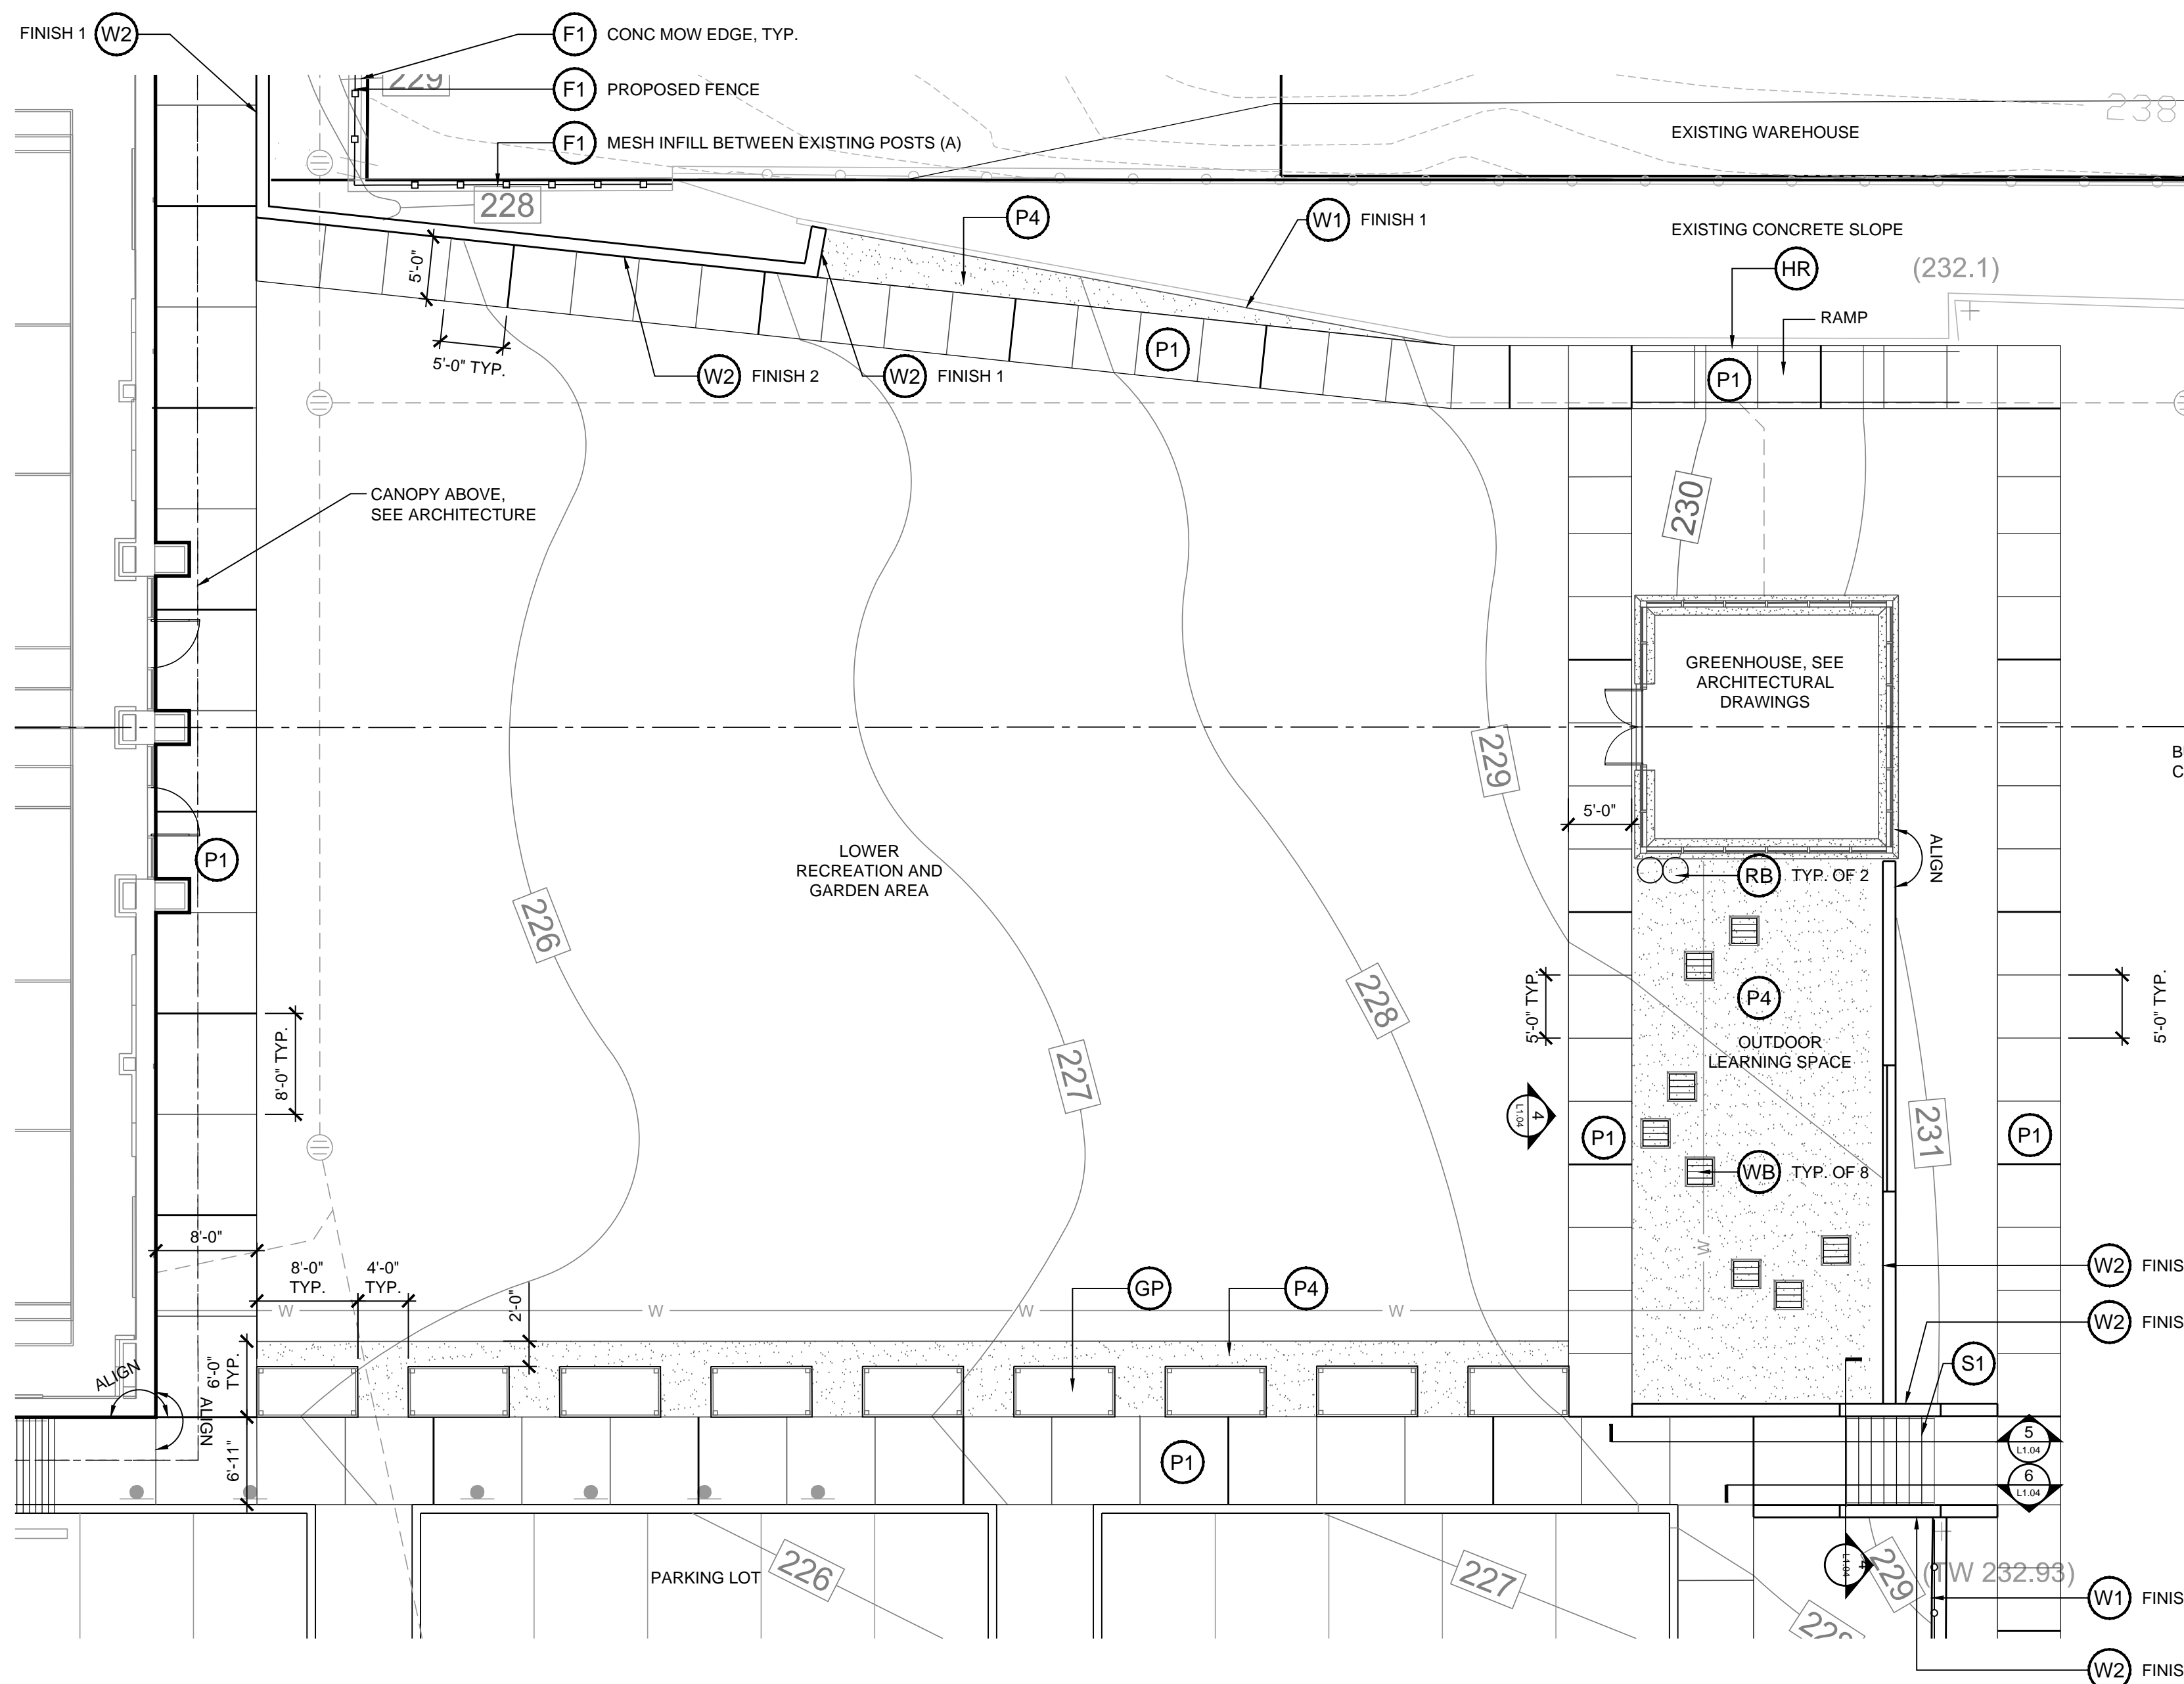 FINISH 1 W2
F1 CONC MOW EDGE, TYP.
229
F1 PROPOSED FENCE
238
EXISTING WAREHOUSE
F1 MESH INFILL BETWEEN EXISTING POSTS (A)
228
P4
W1 FINISH 1
EXISTING CONCRETE SLOPE
HR
(232.1)
5'-0"
RAMP
P1
5'-0" TYP.
W2 FINISH 2
W2 FINISH 1
P1
CANOPY ABOVE,
SEE ARCHITECTURE
230
GREENHOUSE, SEE
ARCHITECTURAL
DRAWINGS
229
B
C
5'-0"
ALIGN
P1
LOWER
RECREATION AND
GARDEN AREA
RB TYP. OF 2
226
5'-0" TYP.
P4
5'-0" TYP.
228
OUTDOOR
LEARNING SPACE
8'-0" TYP.
227
4
L1.04
P1
231
P1
WB TYP. OF 8
8'-0"
W
W2 FINIS
8'-0"
TYP.
4'-0"
TYP.
2'-0"
GP
P4
W
W
W
W
W2 FINIS
S1
ALIGN
6'-0"
TYP.
ALIGN
6'-11"
P1
5
L1.04
6
L1.04
PARKING LOT
226
227
4
L1.04
229
(TW 232.93)
W1 FINIS
228
W2 FINIS